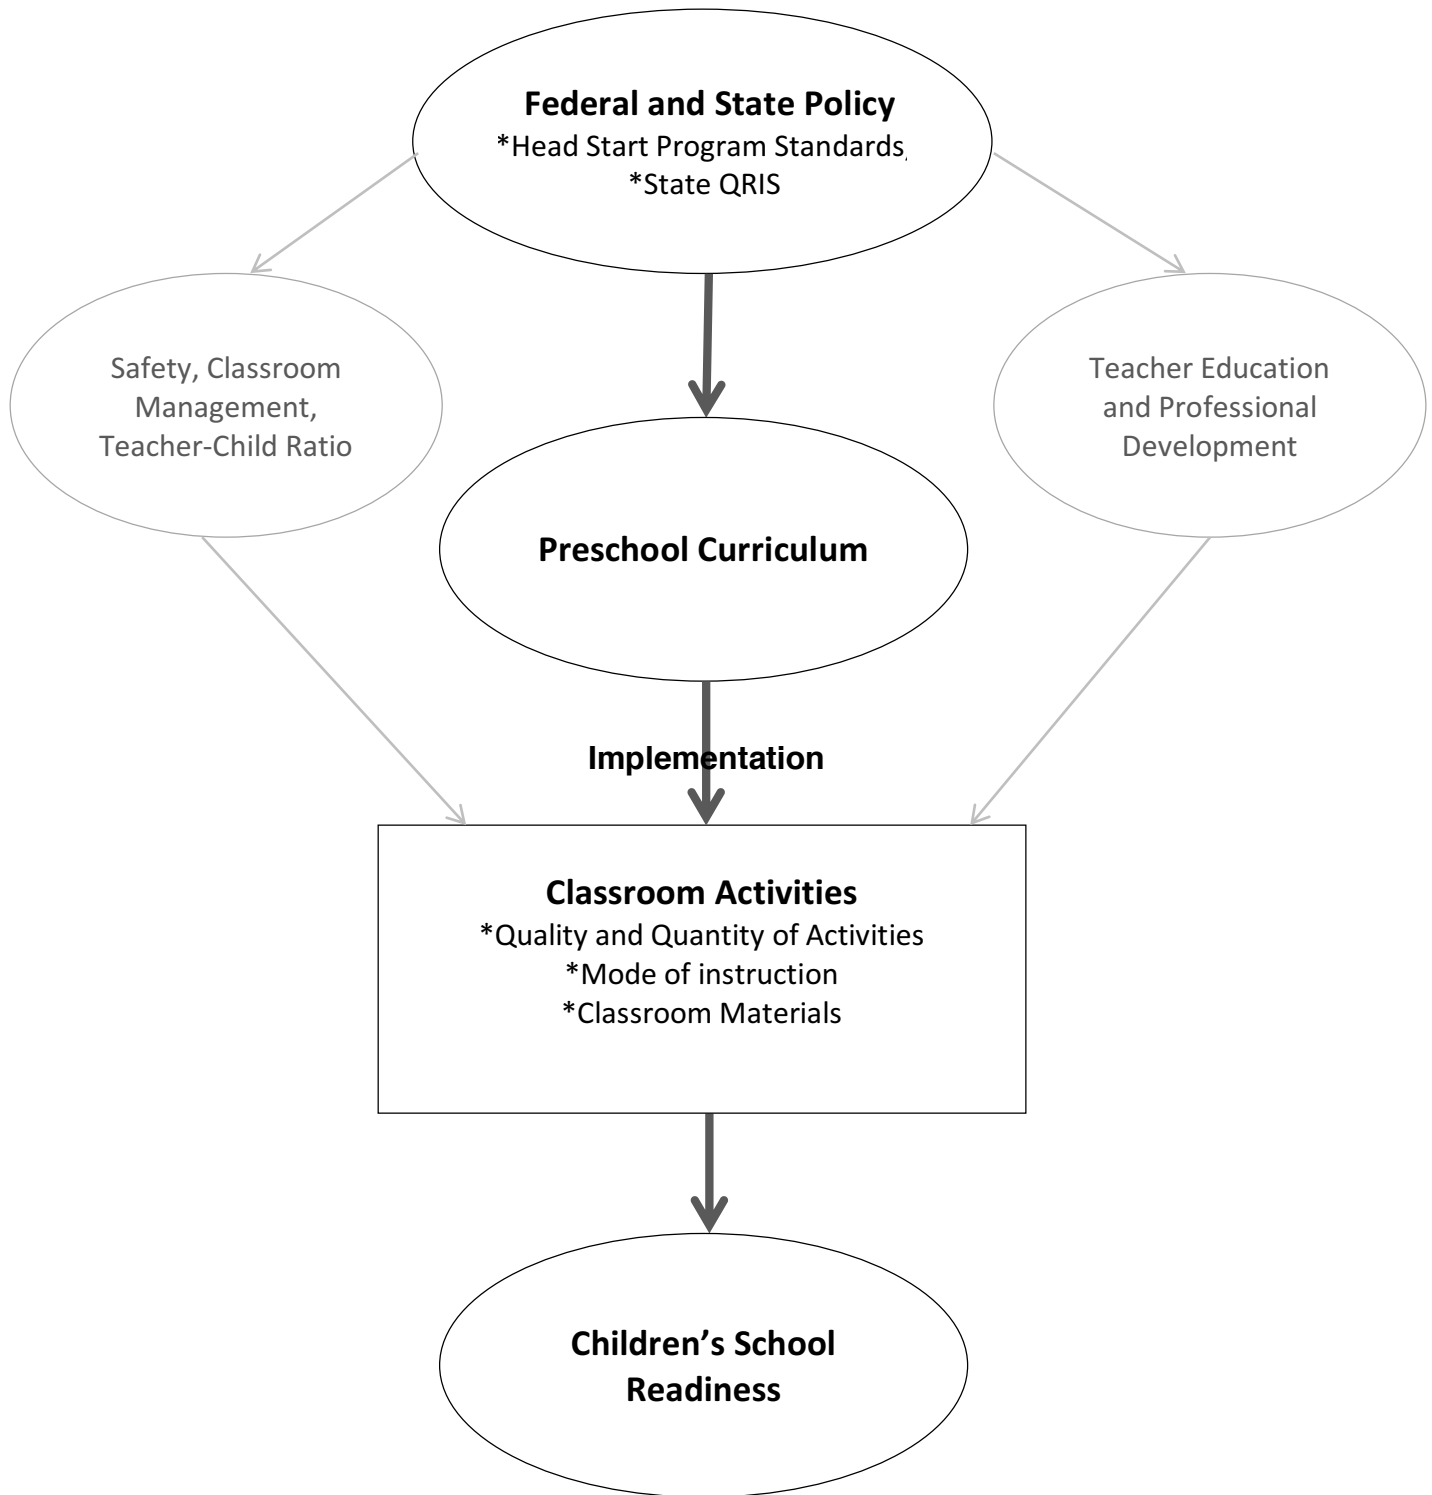 Federal and State Policy
*Head Start Program Standards,
*State QRIS
Safety, Classroom
Management,
Teacher-Child Ratio
Teacher Education
and Professional
Development
Preschool Curriculum
Implementation
Classroom Activities
*Quality and Quantity of Activities
*Mode of instruction
*Classroom Materials
Children’s School
Readiness